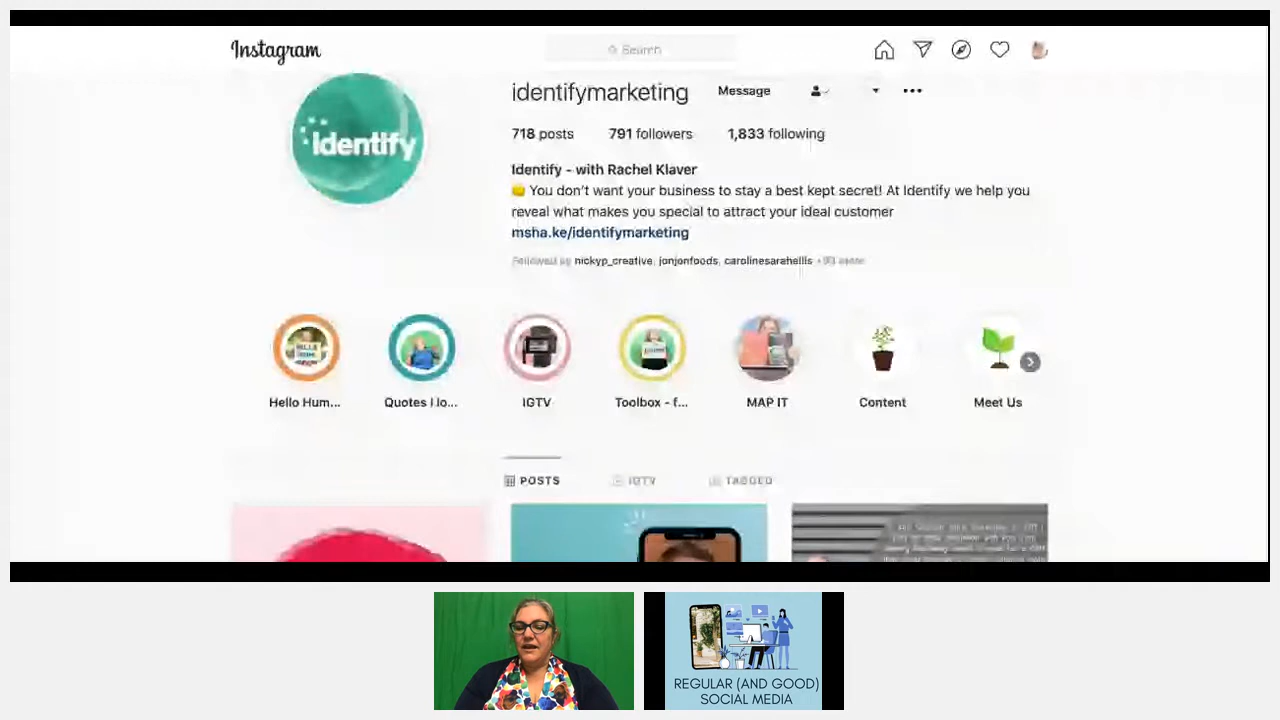 Instagram
Search
identifymarketing
Message
718 posts 791 followers 1,833 following
identify
Identify - with Rachel Klaver
You don't want your business to stay a best kept secret! At Identify we help you
reveal what makes you special to attract your ideal customer
msha.ke/identifymarketing
Followed by nickyp_creative, jonjonfoods, carolinesarahellis
Hello Hum... Quotes I lo... IGTV Toolbox - f... MAP IT Content Meet Us
POSTS IGTV TAGGED
REGULAR (AND GOOD)
SOCIAL MEDIA